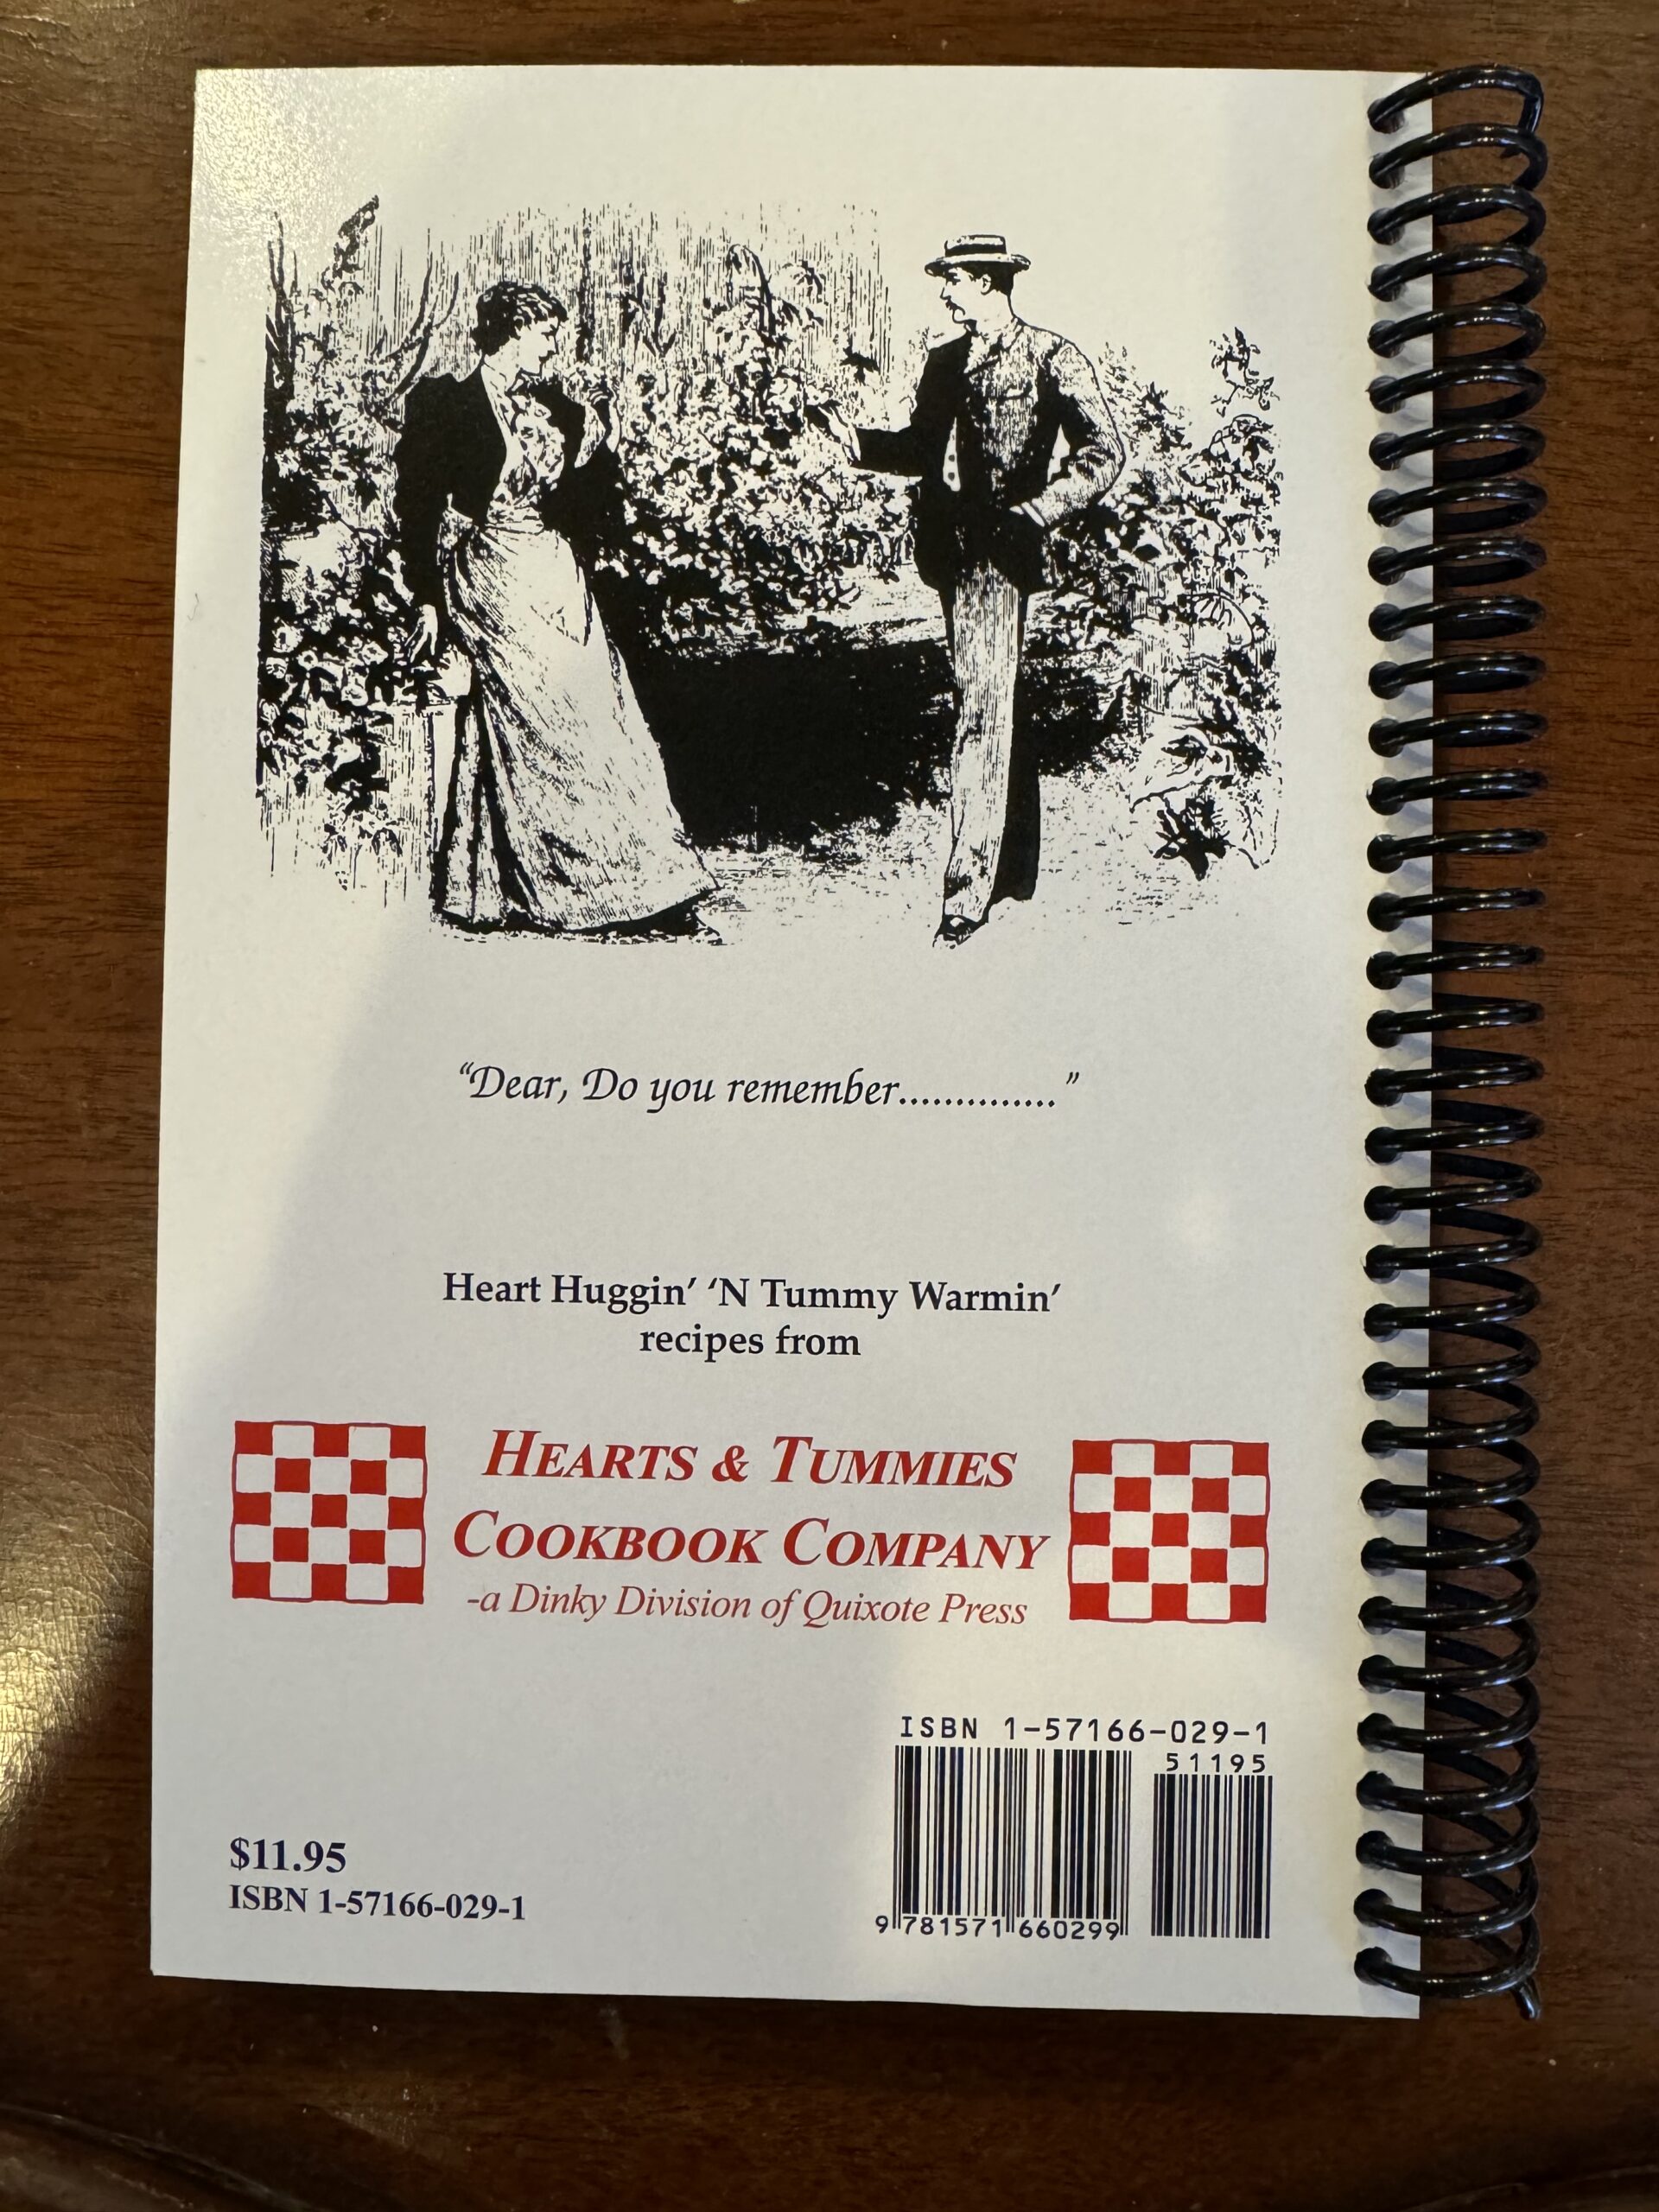 “Dear, Do you remember..............”
Heart Huggin’ ‘N Tummy Warmin’
recipes from
HEARTS & TUMMIES
COOKBOOK COMPANY
-a Dinky Division of Quixote Press
ISBN 1-57166-029-1
51195
9 781571 660299
$11.95
ISBN 1-57166-029-1